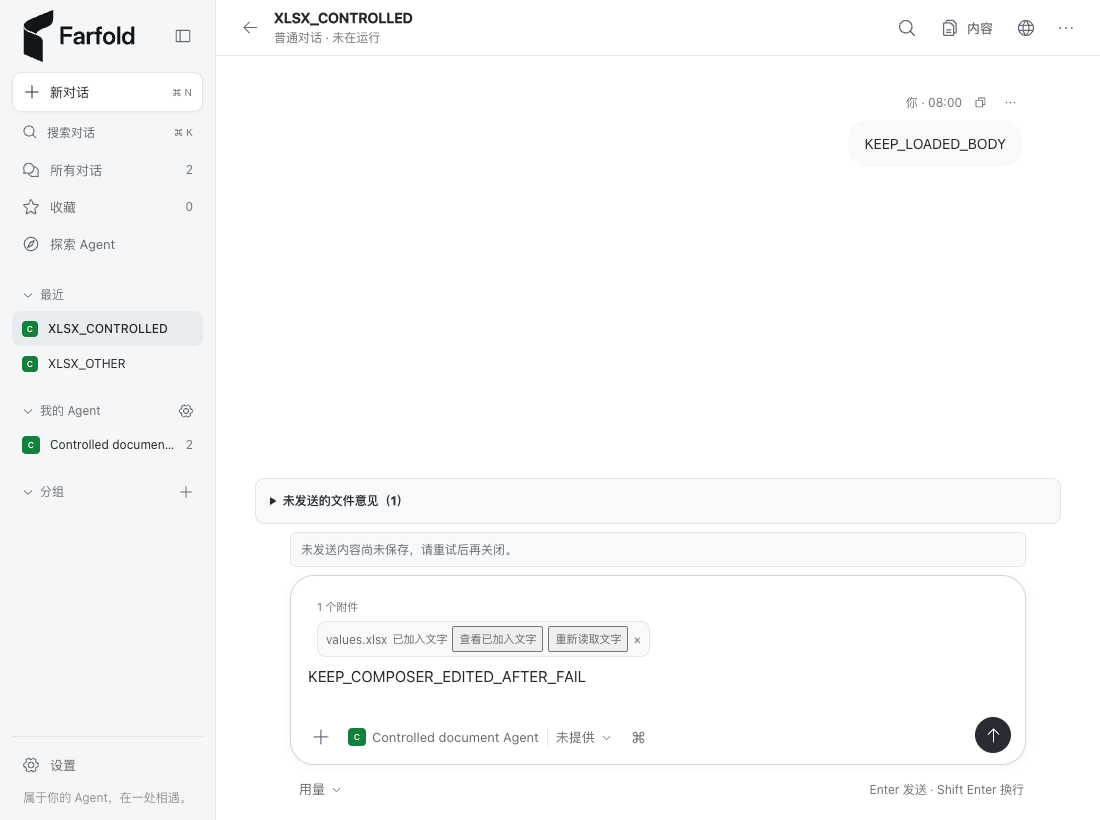 Farfold
新对话
⌘ N
搜索对话
⌘ K
所有对话
2
收藏
0
探索 Agent
最近
C XLSX_CONTROLLED
C XLSX_OTHER
我的 Agent
C Controlled documen...
2
分组
设置
属于你的 Agent，在一处相遇。
XLSX_CONTROLLED
普通对话 · 未在运行
内容
你 · 08:00
KEEP_LOADED_BODY
未发送的文件意见（1）
未发送内容尚未保存，请重试后再关闭。
1 个附件
values.xlsx 已加入文字 查看已加入文字 重新读取文字 x
KEEP_COMPOSER_EDITED_AFTER_FAIL
C Controlled document Agent 未提供 ⌘
用量
Enter 发送 · Shift Enter 换行